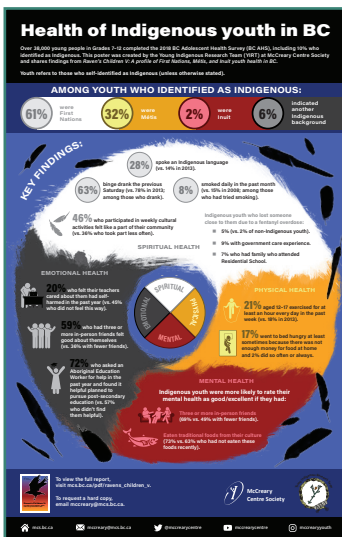 Health of Indigenous youth in BC
Over 38,000 young people in Grades 7–12 completed the 2018 BC Adolescent Health Survey (BC AHS), including 10% who
identified as Indigenous. This poster was created by the Young Indigenous Research Team (YIRT) at McCreary Centre Society
and shares findings from Raven's Children V: A profile of First Nations, Métis, and Inuit youth health in BC.
Youth refers to those who self-identified as Indigenous (unless otherwise stated).
AMONG YOUTH WHO IDENTIFIED AS INDIGENOUS:
61%
were
First
Nations
32%
were
Métis
2%
were
Inuit
6%
indicated
another
Indigenous
background
KEY FINDINGS:
28%
spoke an Indigenous language
(vs. 14% in 2013).
63%
binge drank the previous
Saturday (vs. 78% in 2013;
among those who drank).
8%
smoked daily in the past month
(vs. 15% in 2008; among those
who had tried smoking).
46% who participated in weekly cultural
activities felt like a part of their community
(vs. 36% who took part less often).
Indigenous youth who lost someone
close to them due to a fentanyl overdose:
5% (vs. 2% of non-Indigenous youth).
9% with government care experience.
7% who had family who attended
Residential School.
SPIRITUAL HEALTH
EMOTIONAL HEALTH
20% who felt their teachers
cared about them had self-
harmed in the past year (vs. 45%
who did not feel this way).
59% who had three or
more in-person friends felt
good about themselves
(vs. 36% with fewer friends).
72% who asked an
Aboriginal Education
Worker for help in the
past year and found it
helpful planned to
pursue post-secondary
education (vs. 57%
who didn't find
them helpful).
SPIRITUAL
PHYSICAL
MENTAL
EMOTIONAL
PHYSICAL HEALTH
21% aged 12–17 exercised for at
least an hour every day in the past
week (vs. 18% in 2013).
17% went to bed hungry at least
sometimes because there was not
enough money for food at home
and 2% did so often or always.
MENTAL HEALTH
Indigenous youth were more likely to rate their
mental health as good/excellent if they had:
Three or more in-person friends
(68% vs. 49% with fewer friends).
Eaten traditional foods from their culture
(72% vs. 63% who had not eaten these
foods recently).
To view the full report,
visit mcs.bc.ca/pdf/ravens_children_v.
To request a hard copy,
email mccreary@mcs.bc.ca.
McCreary
Centre Society
mcs.bc.ca
mccreary@mcs.bc.ca
@mccrearycentre
mccrearycentre
mccrearyyouth